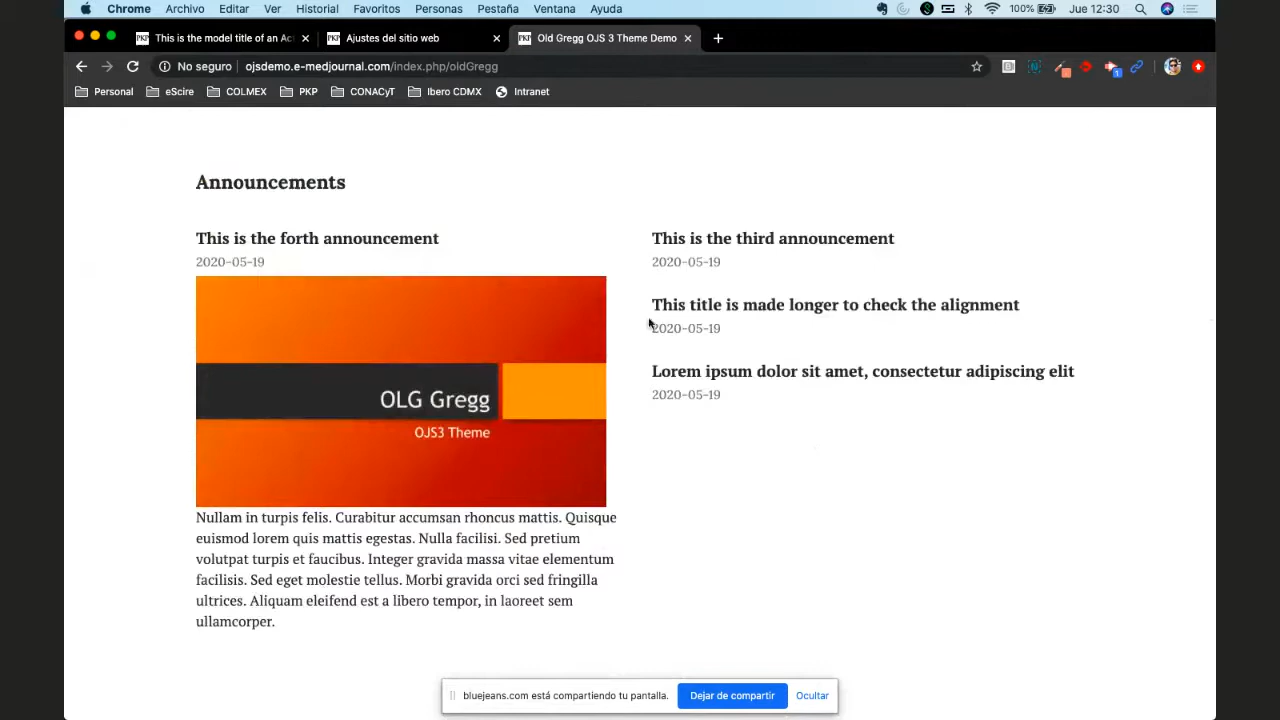 Chrome Archivo Editar Ver Historial Favoritos Personas Pestaña Ventana Ayuda 100% Jue 12:30
PKP This is the model title of an Ac PKP Ajustes del sitio web PKP Old Gregg OJS 3 Theme Demo
No seguro ojsdemo.e-medjournal.com/index.php/oldGregg 1
Personal eScire COLMEX PKP CONACyT Ibero CDMX Intranet
Announcements
This is the forth announcement
2020-05-19
OLG Gregg
OJS3 Theme
Nullam in turpis felis. Curabitur accumsan rhoncus mattis. Quisque
euismod lorem quis mattis egestas. Nulla facilisi. Sed pretium
volutpat turpis et faucibus. Integer gravida massa vitae elementum
facilisis. Sed eget molestie tellus. Morbi gravida orci sed fringilla
ultrices. Aliquam eleifend est a libero tempor, in laoreet sem
ullamcorper.
This is the third announcement
2020-05-19
This title is made longer to check the alignment
2020-05-19
Lorem ipsum dolor sit amet, consectetur adipiscing elit
2020-05-19
bluejeans.com está compartiendo tu pantalla. Dejar de compartir Ocultar